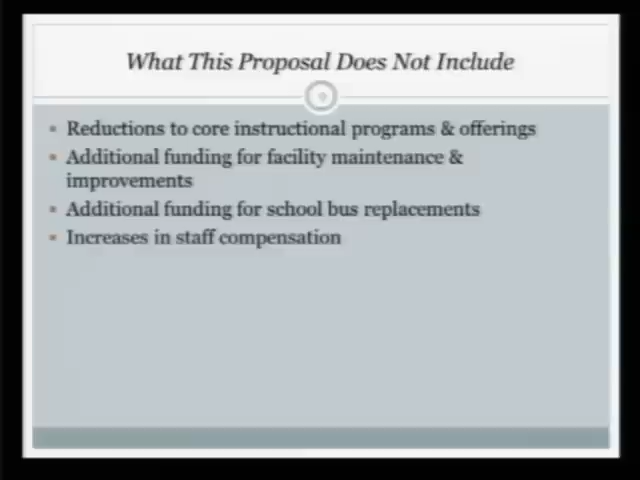 What This Proposal Does Not Include
Reductions to core instructional programs & offerings
Additional funding for facility maintenance &
improvements
Additional funding for school bus replacements
Increases in staff compensation